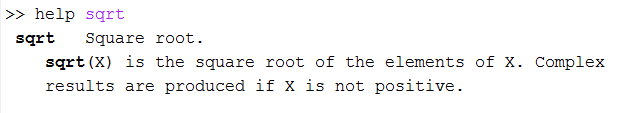 >> help sqrt
sqrt   Square root.
sqrt(X) is the square root of the elements of X. Complex
results are produced if X is not positive.